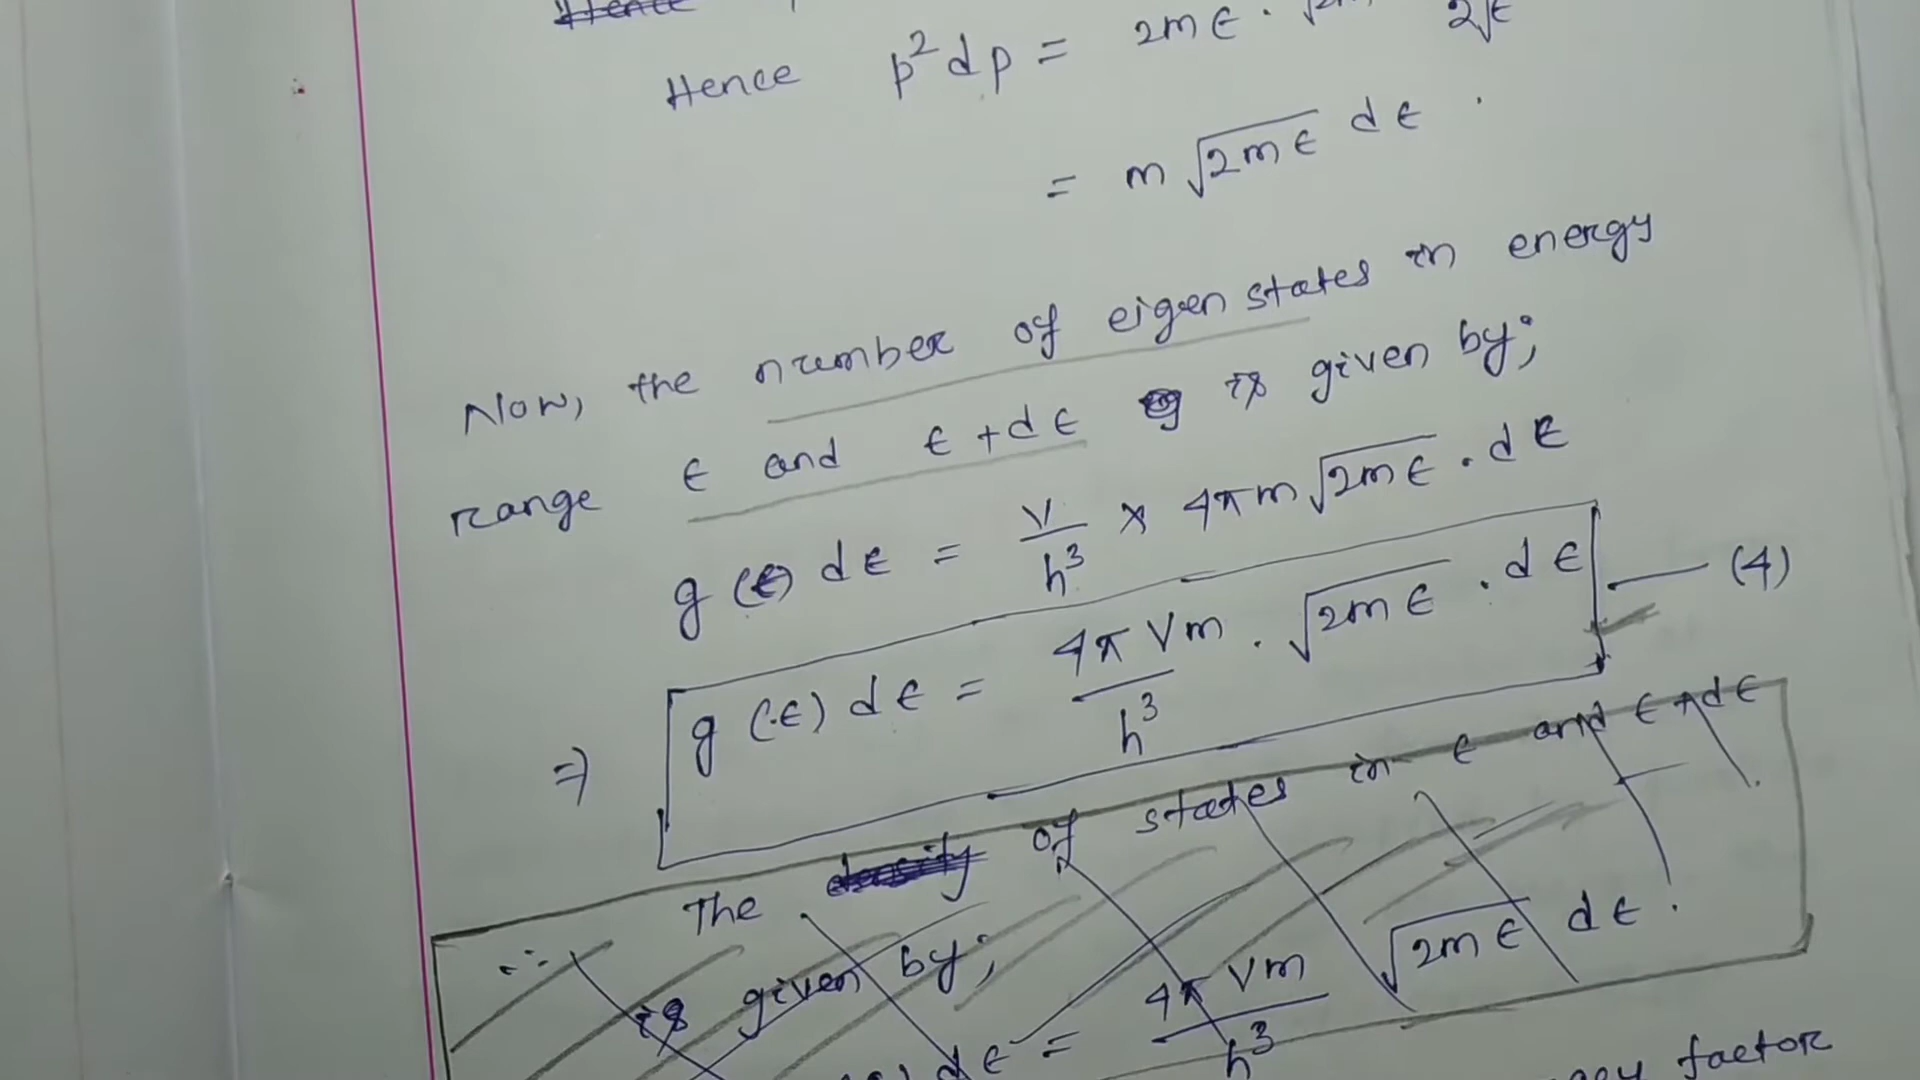 Hence p²dp = 2mε · 2√ε
= m √2mε dε .
Now, the number of eigen states in energy
range ε and ε+dε is given by;
g(ε) dε = V/h³ × 4πm √2mε . dε
⇒ g(ε) dε = 4πVm/h³ . √2mε . dε — (4)
∴ The density of states in ε and ε+dε
is given by;
dε = 4πVm/h³ √2mε dε .
factor